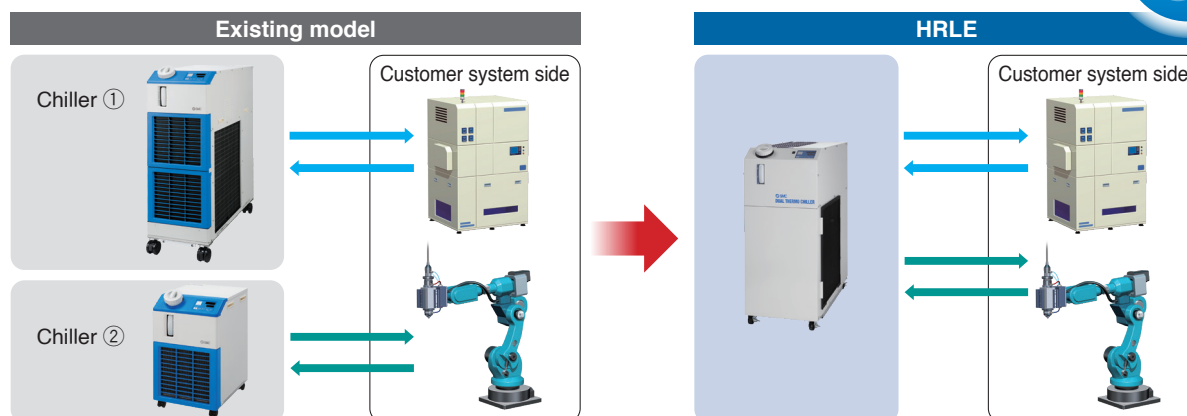 Existing model
HRLE
Chiller ①
Customer system side
Customer system side
DUAL THERMO CHILLER
Chiller ②